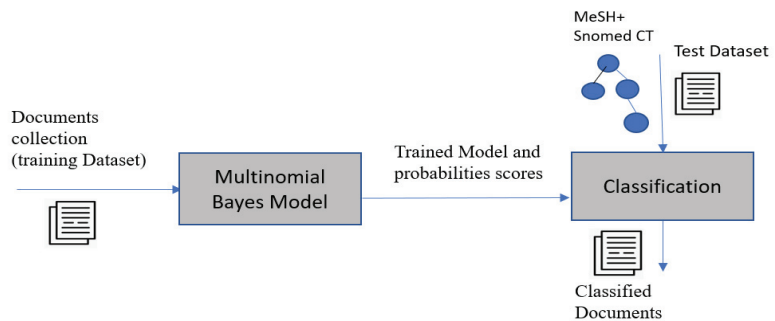 MeSH+
Snomed CT
Test Dataset
Documents
collection
(training Dataset)
Multinomial
Bayes Model
Trained Model and
probabilities scores
Classification
Classified
Documents